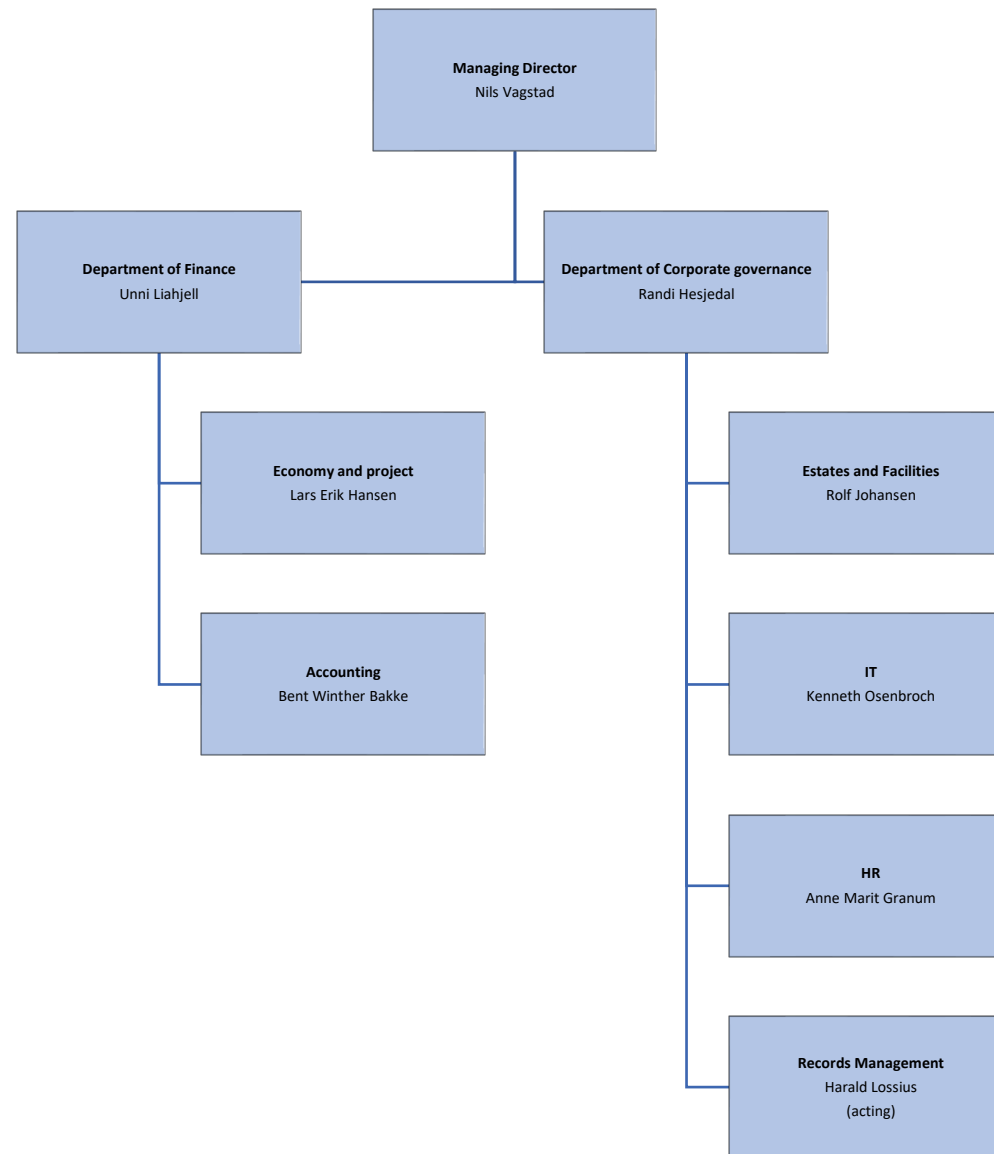 Managing Director
Nils Vagstad
Department of Finance
Unni Liahjell
Department of Corporate governance
Randi Hesjedal
Economy and project
Lars Erik Hansen
Estates and Facilities
Rolf Johansen
Accounting
Bent Winther Bakke
IT
Kenneth Osenbroch
HR
Anne Marit Granum
Records Management
Harald Lossius
(acting)